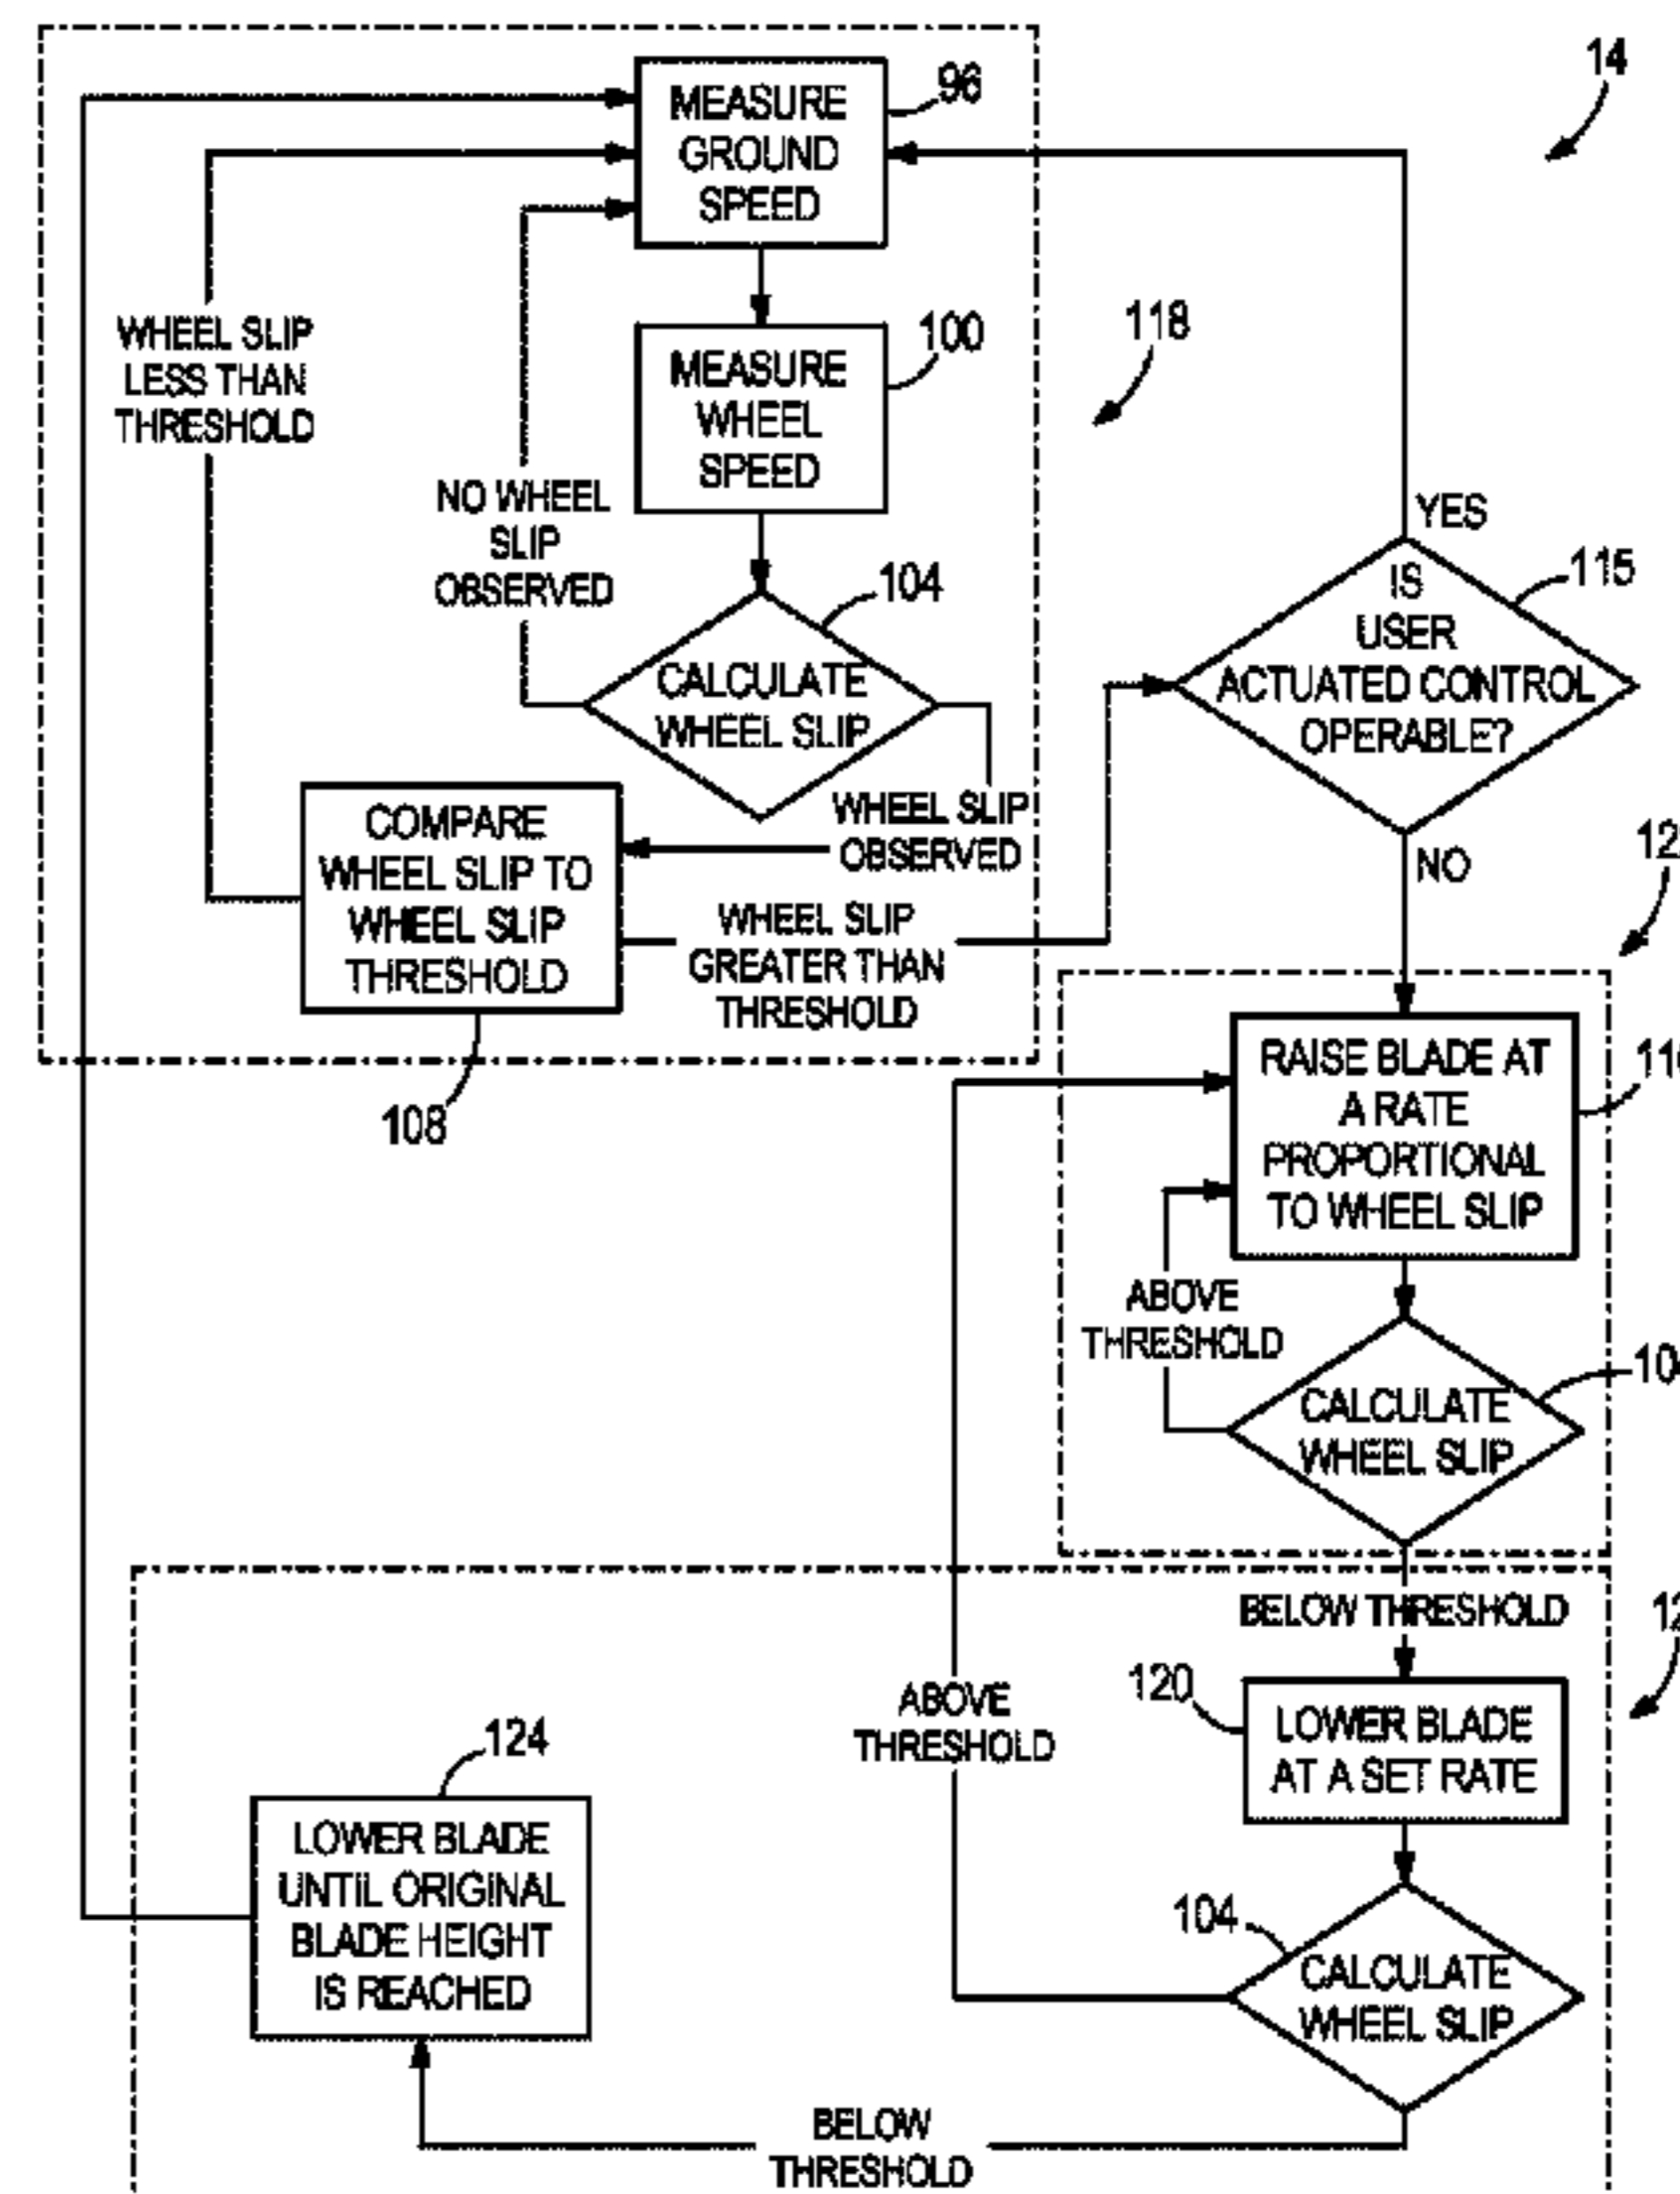 14
96
MEASURE
GROUND
SPEED
118
100
MEASURE
WHEEL
SPEED
WHEEL SLIP
LESS THAN
THRESHOLD
NO WHEEL
SLIP
OBSERVED
104
CALCULATE
WHEEL SLIP
YES
115
IS
USER
ACTUATED CONTROL
OPERABLE?
NO
WHEEL SLIP
OBSERVED
COMPARE
WHEEL SLIP TO
WHEEL SLIP
THRESHOLD
WHEEL SLIP
GREATER THAN
THRESHOLD
108
RAISE BLADE AT
A RATE
PROPORTIONAL
TO WHEEL SLIP
ABOVE
THRESHOLD
CALCULATE
WHEEL SLIP
BELOW THRESHOLD
120
LOWER BLADE
AT A SET RATE
ABOVE
THRESHOLD
124
LOWER BLADE
UNTIL ORIGINAL
BLADE HEIGHT
IS REACHED
104
CALCULATE
WHEEL SLIP
BELOW
THRESHOLD